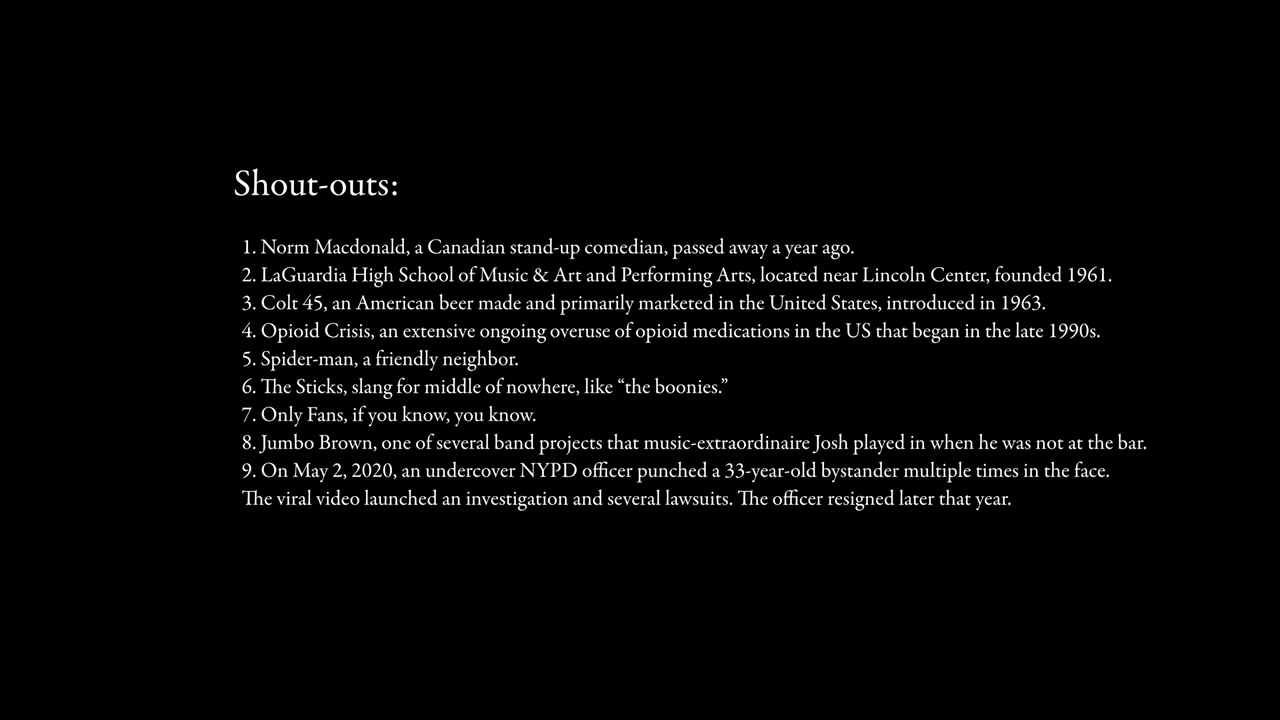 Shout-outs:
1. Norm Macdonald, a Canadian stand-up comedian, passed away a year ago.
2. LaGuardia High School of Music & Art and Performing Arts, located near Lincoln Center, founded 1961.
3. Colt 45, an American beer made and primarily marketed in the United States, introduced in 1963.
4. Opioid Crisis, an extensive ongoing overuse of opioid medications in the US that began in the late 1990s.
5. Spider-man, a friendly neighbor.
6. The Sticks, slang for middle of nowhere, like “the boonies.”
7. Only Fans, if you know, you know.
8. Jumbo Brown, one of several band projects that music-extraordinaire Josh played in when he was not at the bar.
9. On May 2, 2020, an undercover NYPD officer punched a 33-year-old bystander multiple times in the face.
The viral video launched an investigation and several lawsuits. The officer resigned later that year.